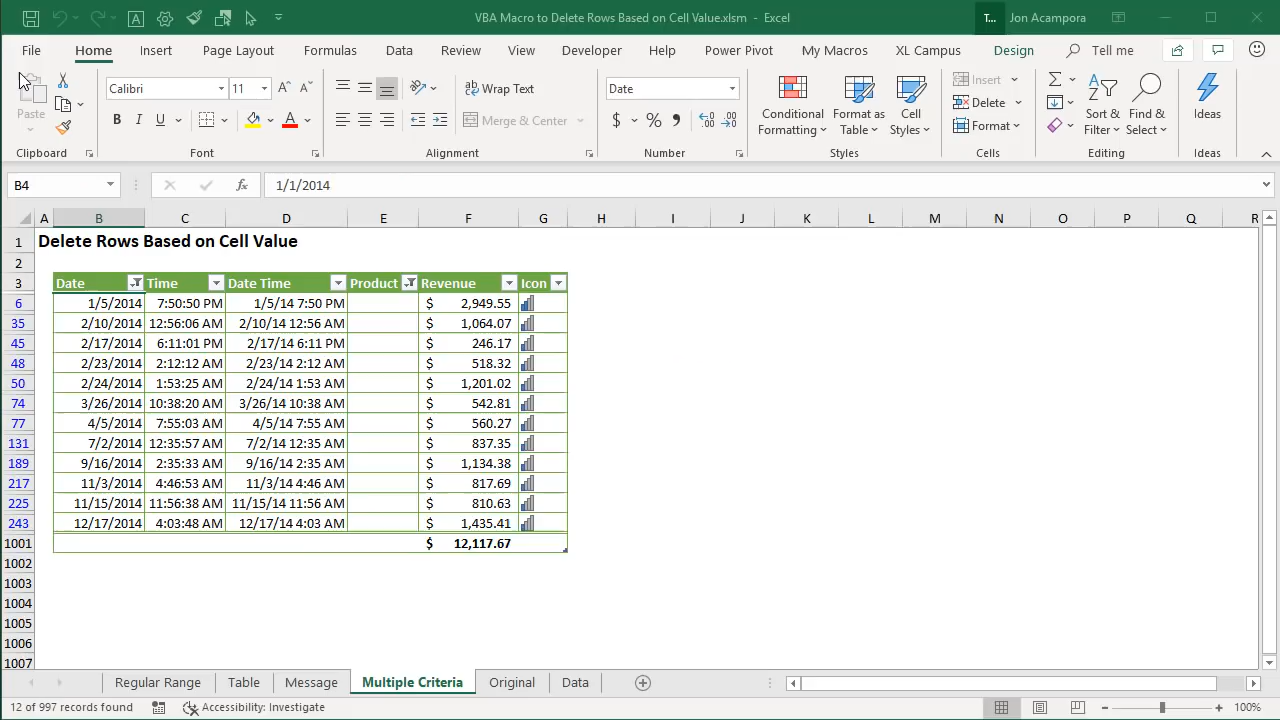 VBA Macro to Delete Rows Based on Cell Value.xlsm - Excel
T...
Jon Acampora
File Home Insert Page Layout Formulas Data Review View Developer Help Power Pivot My Macros XL Campus Design Tell me
Paste
Clipboard
Calibri 11
B I U
Font
ab Wrap Text
Merge & Center
Alignment
Date
$ % ,
Number
Conditional Formatting
Format as Table
Cell Styles
Styles
Insert
Delete
Format
Cells
Sort & Filter
Find & Select
Editing
Ideas
Ideas
B4 fx 1/1/2014
A B C D E F G H I J K L M N O P Q R
1 Delete Rows Based on Cell Value
2
3 Date Time Date Time Product Revenue Icon
6 1/5/2014 7:50:50 PM 1/5/14 7:50 PM $ 2,949.55
35 2/10/2014 12:56:06 AM 2/10/14 12:56 AM $ 1,064.07
45 2/17/2014 6:11:01 PM 2/17/14 6:11 PM $ 246.17
48 2/23/2014 2:12:12 AM 2/23/14 2:12 AM $ 518.32
50 2/24/2014 1:53:25 AM 2/24/14 1:53 AM $ 1,201.02
74 3/26/2014 10:38:20 AM 3/26/14 10:38 AM $ 542.81
77 4/5/2014 7:55:03 AM 4/5/14 7:55 AM $ 560.27
131 7/2/2014 12:35:57 AM 7/2/14 12:35 AM $ 837.35
189 9/16/2014 2:35:33 AM 9/16/14 2:35 AM $ 1,134.38
217 11/3/2014 4:46:53 AM 11/3/14 4:46 AM $ 817.69
225 11/15/2014 11:56:38 AM 11/15/14 11:56 AM $ 810.63
243 12/17/2014 4:03:48 AM 12/17/14 4:03 AM $ 1,435.41
1001 $ 12,117.67
1002
1003
1004
1005
1006
1007
Regular Range Table Message Multiple Criteria Original Data
12 of 997 records found Accessibility: Investigate 100%